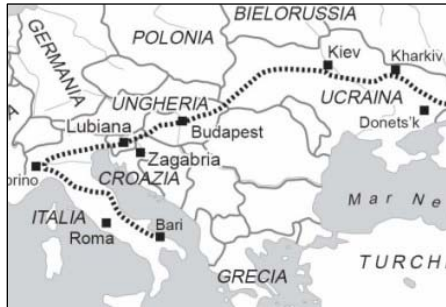 BIELORUSSIA
POLONIA
GERMANIA
Kiev
Kharkiv
UNGHERIA
UCRAINA
Lubiana
Budapest
Donets'k
Zagabria
orino
CROAZIA
Mar Ne
ITALIA
Bari
Roma
GRECIA
TURCHI